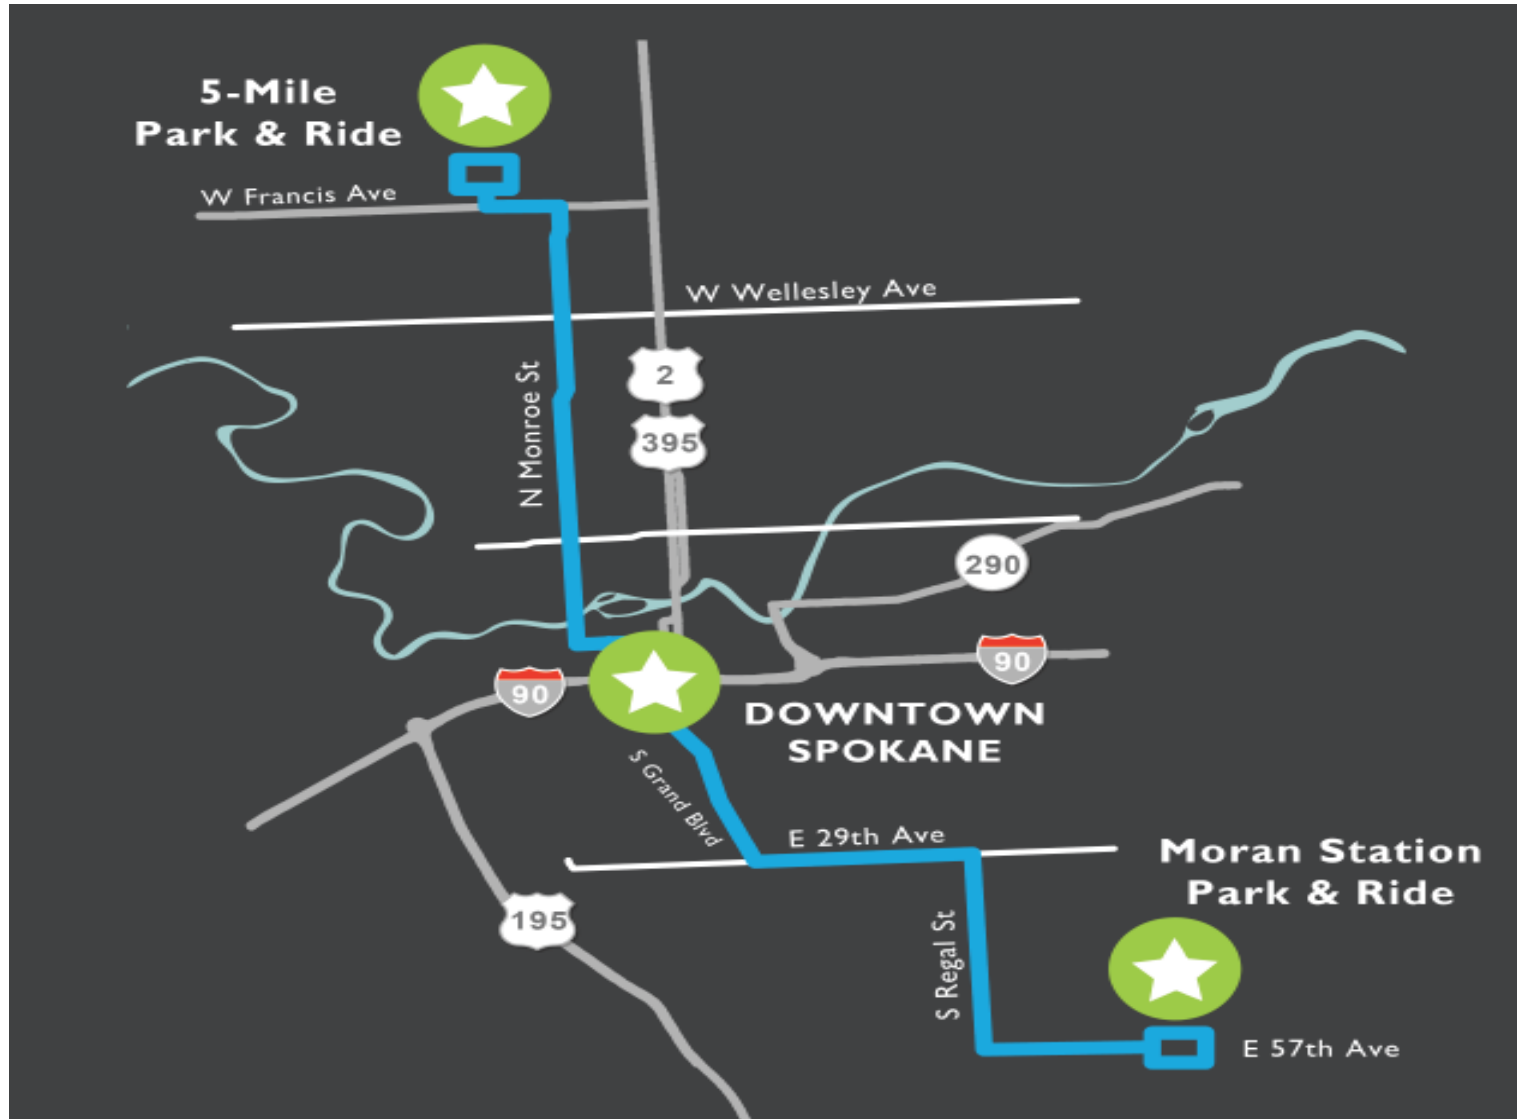 5-Mile
Park & Ride
W Francis Ave
W Wellesley Ave
2
N Monroe St
395
290
90
90
DOWNTOWN
SPOKANE
S Grand Blvd
E 29th Ave
Moran Station
Park & Ride
195
S Regal St
E 57th Ave